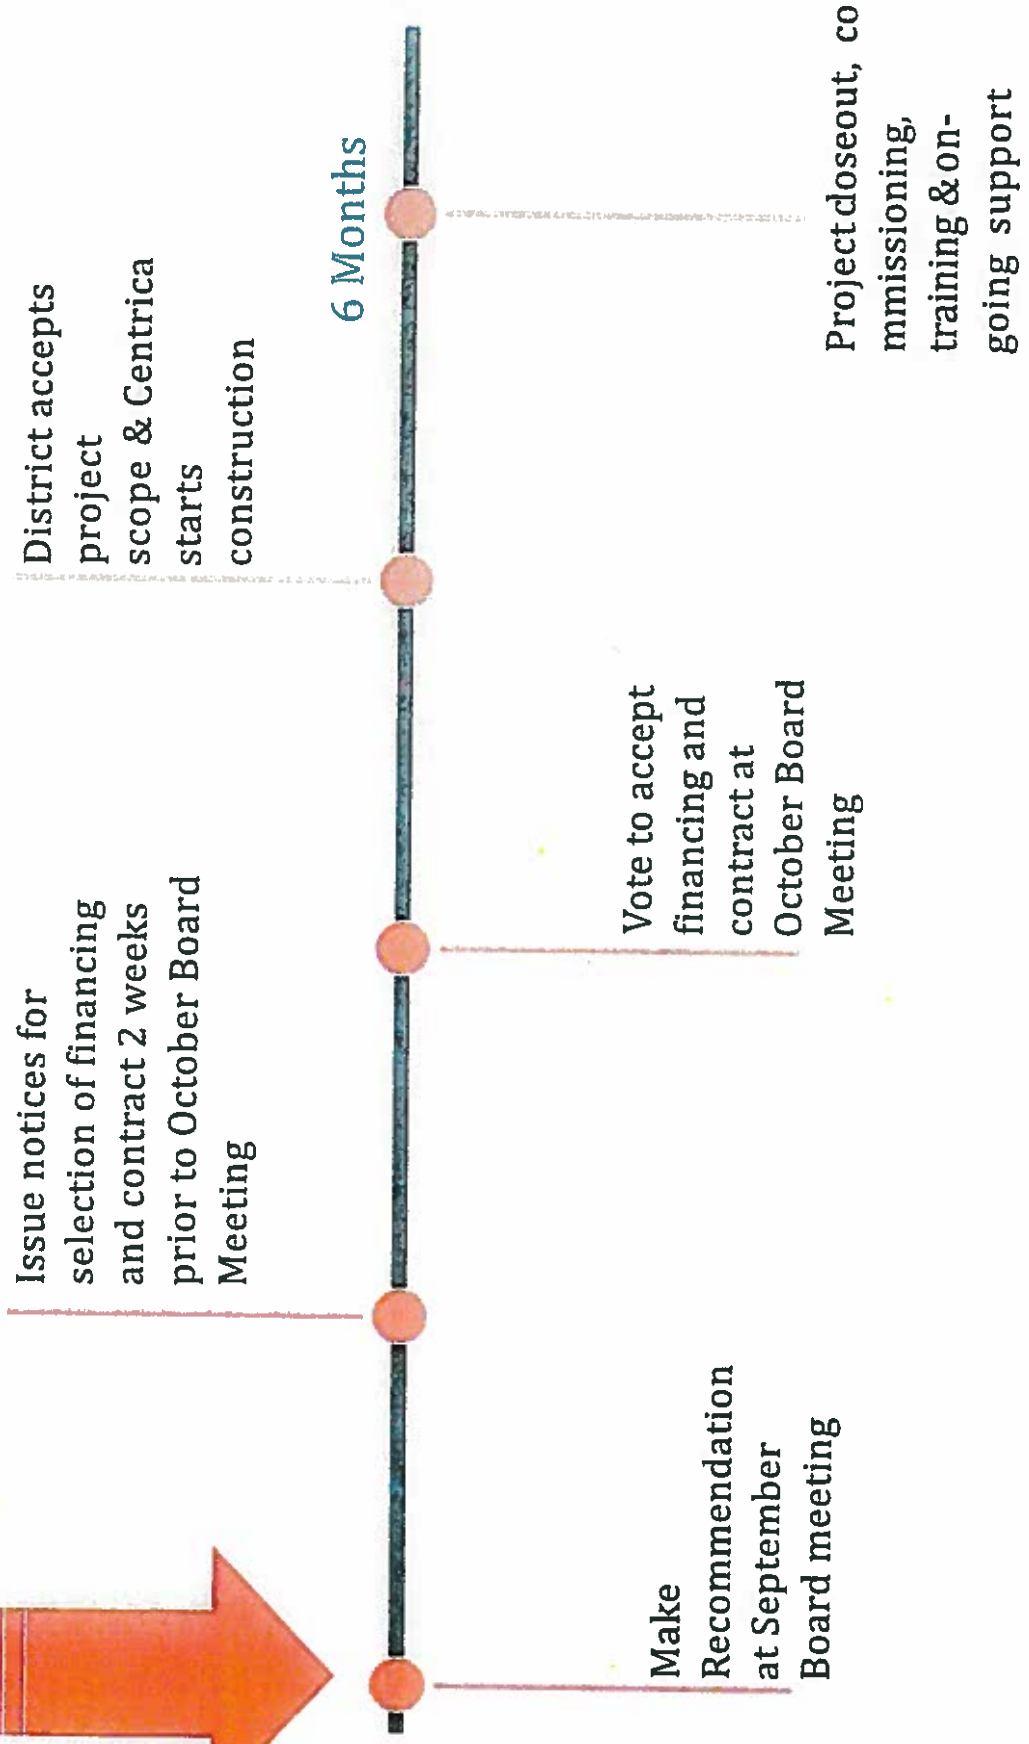 Issue notices for
selection of financing
and contract 2 weeks
prior to October Board
Meeting
District accepts
project
scope & Centrica
starts
construction
6 Months
Make
Recommendation
at September
Board meeting
Vote to accept
financing and
contract at
October Board
Meeting
Project closeout, co
mmissioning,
training & on-
going support